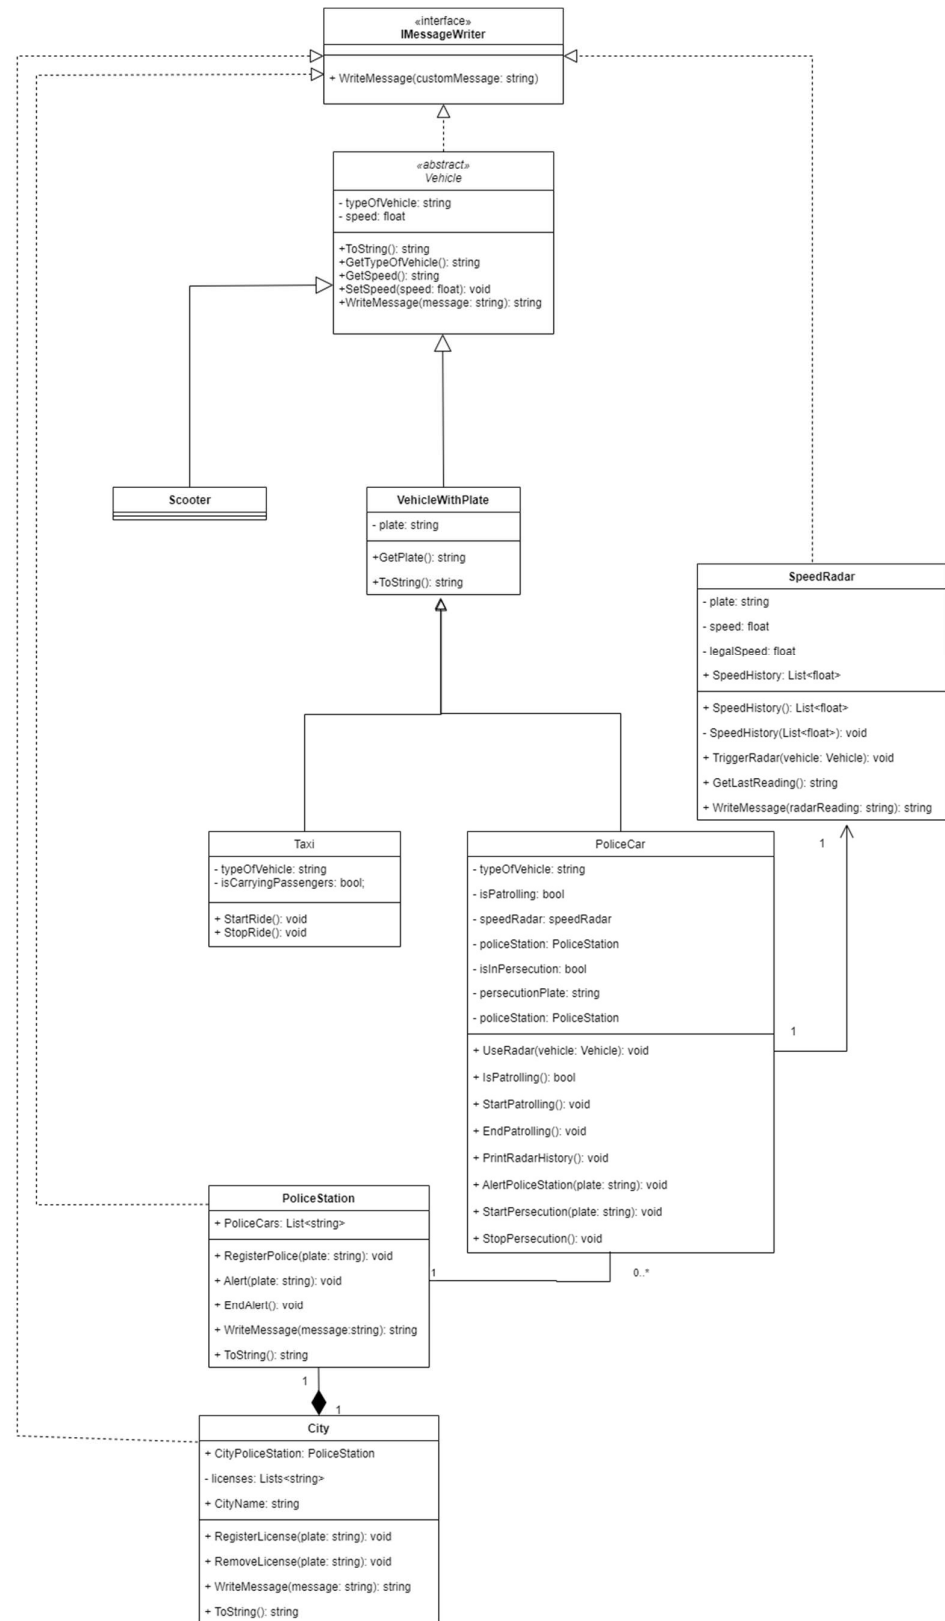 «interface»
IMessageWriter
+ WriteMessage(customMessage: string)
«abstract»
Vehicle
- typeOfVehicle: string
- speed: float
+ToString(): string
+GetTypeOfVehicle(): string
+GetSpeed(): string
+SetSpeed(speed: float): void
+WriteMessage(message: string): string
Scooter
VehicleWithPlate
- plate: string
+GetPlate(): string
+ToString(): string
SpeedRadar
- plate: string
- speed: float
- legalSpeed: float
+ SpeedHistory: List<float>
+ SpeedHistory(): List<float>
- SpeedHistory(List<float>): void
+ TriggerRadar(vehicle: Vehicle): void
+ GetLastReading(): string
+ WriteMessage(radarReading: string): string
1
Taxi
- typeOfVehicle: string
- isCarryingPassengers: bool;
+ StartRide(): void
+ StopRide(): void
PoliceCar
- typeOfVehicle: string
- isPatrolling: bool
- speedRadar: speedRadar
- policeStation: PoliceStation
- isInPersecution: bool
- persecutionPlate: string
- policeStation: PoliceStation
+ UseRadar(vehicle: Vehicle): void
+ IsPatrolling(): bool
+ StartPatrolling(): void
+ EndPatrolling(): void
+ PrintRadarHistory(): void
+ AlertPoliceStation(plate: string): void
+ StartPersecution(plate: string): void
+ StopPersecution(): void
1
PoliceStation
+ PoliceCars: List<string>
+ RegisterPolice(plate: string): void
+ Alert(plate: string): void
+ EndAlert(): void
+ WriteMessage(message:string): string
+ ToString(): string
1
0..*
1
1
City
+ CityPoliceStation: PoliceStation
- licenses: Lists<string>
+ CityName: string
+ RegisterLicense(plate: string): void
+ RemoveLicense(plate: string): void
+ WriteMessage(message: string): string
+ ToString(): string